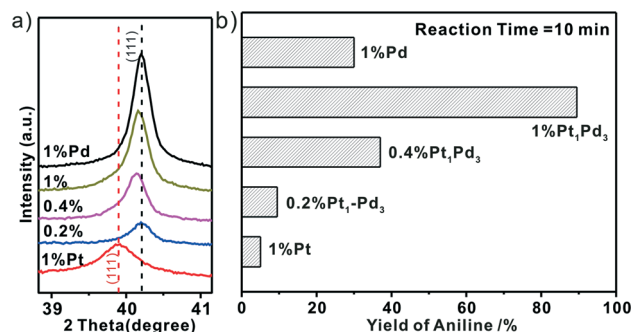 a)
(111)
1%Pd
1%
0.4%
0.2%
1%Pt
(111)
Intensity (a.u.)
39
40
41
2 Theta(degree)
b)
Reaction Time =10 min
1%Pd
1%Pt₁Pd₃
0.4%Pt₁Pd₃
0.2%Pt₁-Pd₃
1%Pt
0
20
40
60
80
100
Yield of Aniline /%